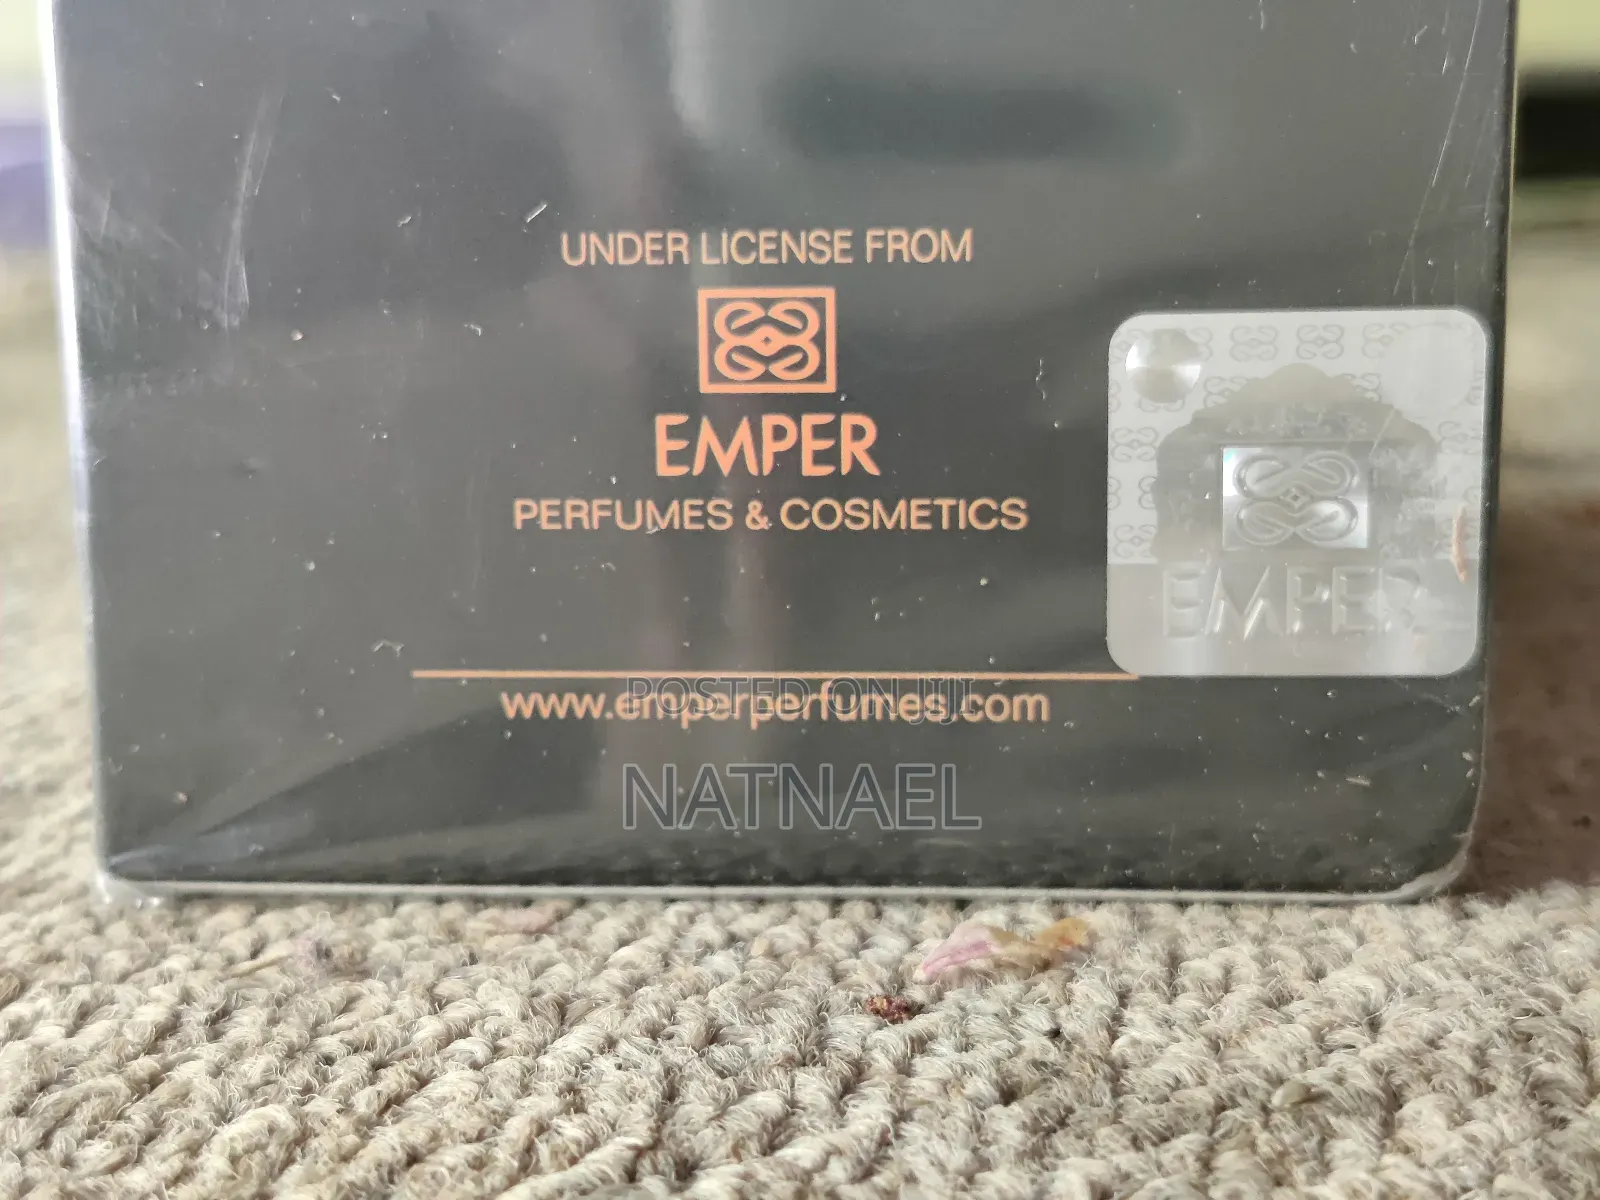 UNDER LICENSE FROM
EMPER
PERFUMES & COSMETICS
EMPER
www.emperperfumes.com
POSTED ON JIJI
NATNAEL